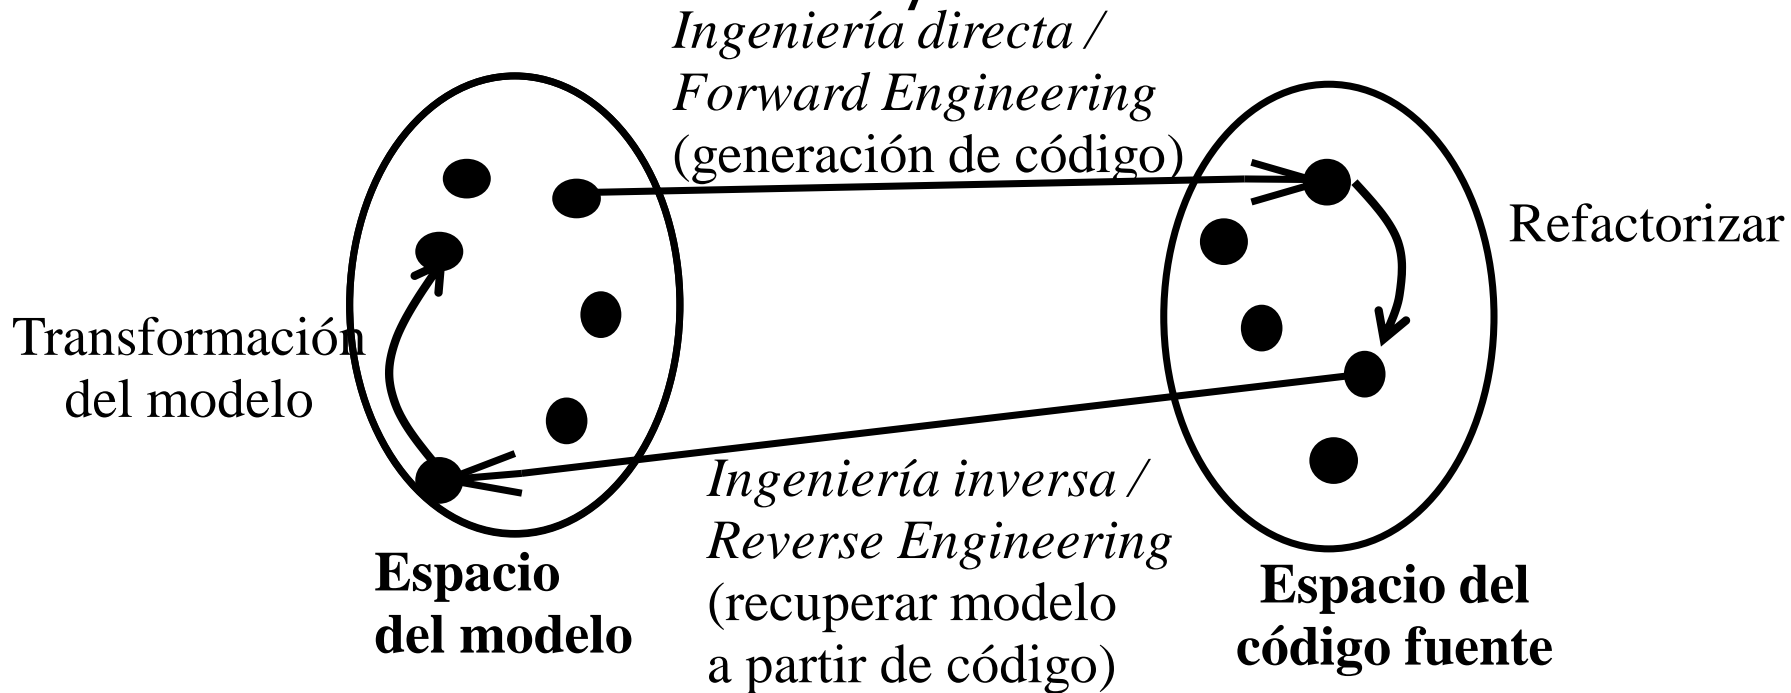 Ingeniería directa /
Forward Engineering
(generación de código)
Refactorizar
Transformación
del modelo
Ingeniería inversa /
Reverse Engineering
(recuperar modelo
a partir de código)
Espacio
del modelo
Espacio del
código fuente